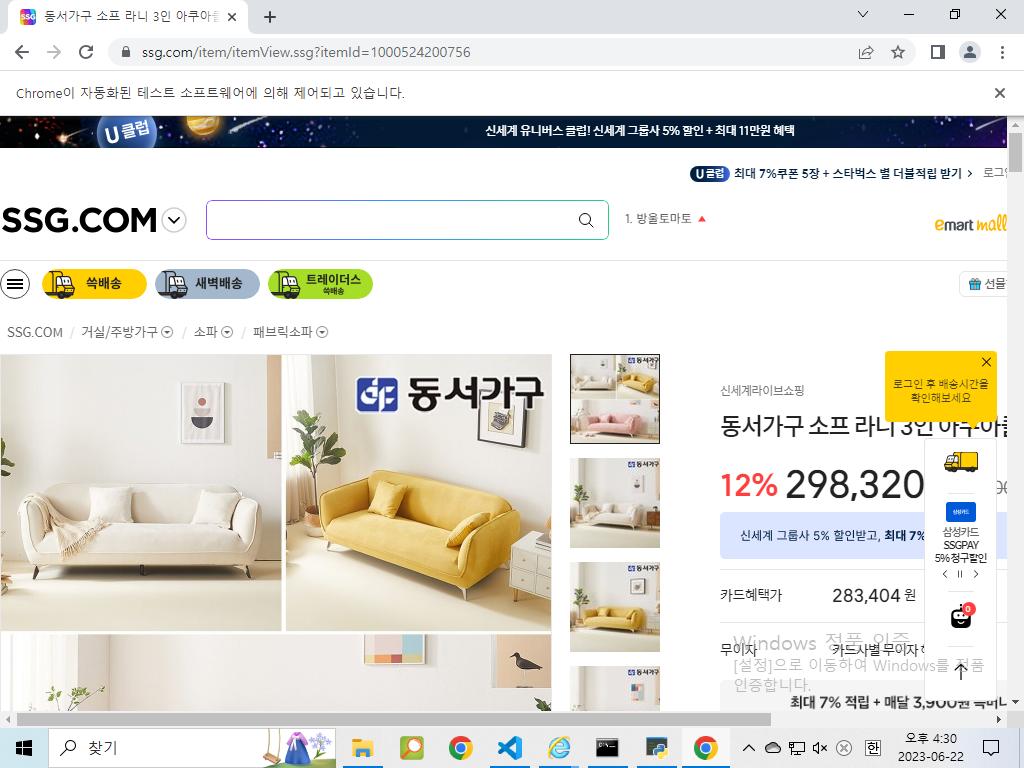 동서가구 소프 라니 3인 아쿠아클
ssg.com/item/itemView.ssg?itemId=1000524200756
Chrome이 자동화된 테스트 소프트웨어에 의해 제어되고 있습니다.
U클럽
신세계 유니버스 클럽! 신세계 그룹사 5% 할인 + 최대 11만원 혜택
U 클럽 최대 7%쿠폰 5장 + 스타벅스 별 더블적립 받기 >
SSG.COM
1. 방울토마토
emart mall
쓱배송
새벽배송
트레이더스
쓱배송
선물
SSG.COM / 거실/주방가구 / 소파 / 패브릭소파
동서가구
로그인 후 배송시간을
확인해보세요
신세계라이브쇼핑
동서가구 소프 라니 3인 아쿠아클
12% 298,320
신세계 그룹사 5% 할인받고, 최대 7%
삼성카드
삼성카드
SSGPAY
5% 청구할인
카드혜택가 283,404 원
0
무이자 카드사별 무이자
Windows 정품 인증
[설정]으로 이동하여 Windows를 정품
인증합니다.
최대 7% 적립 + 매달 3,900원 쓱머니
찾기
오후 4:30
한
2023-06-22